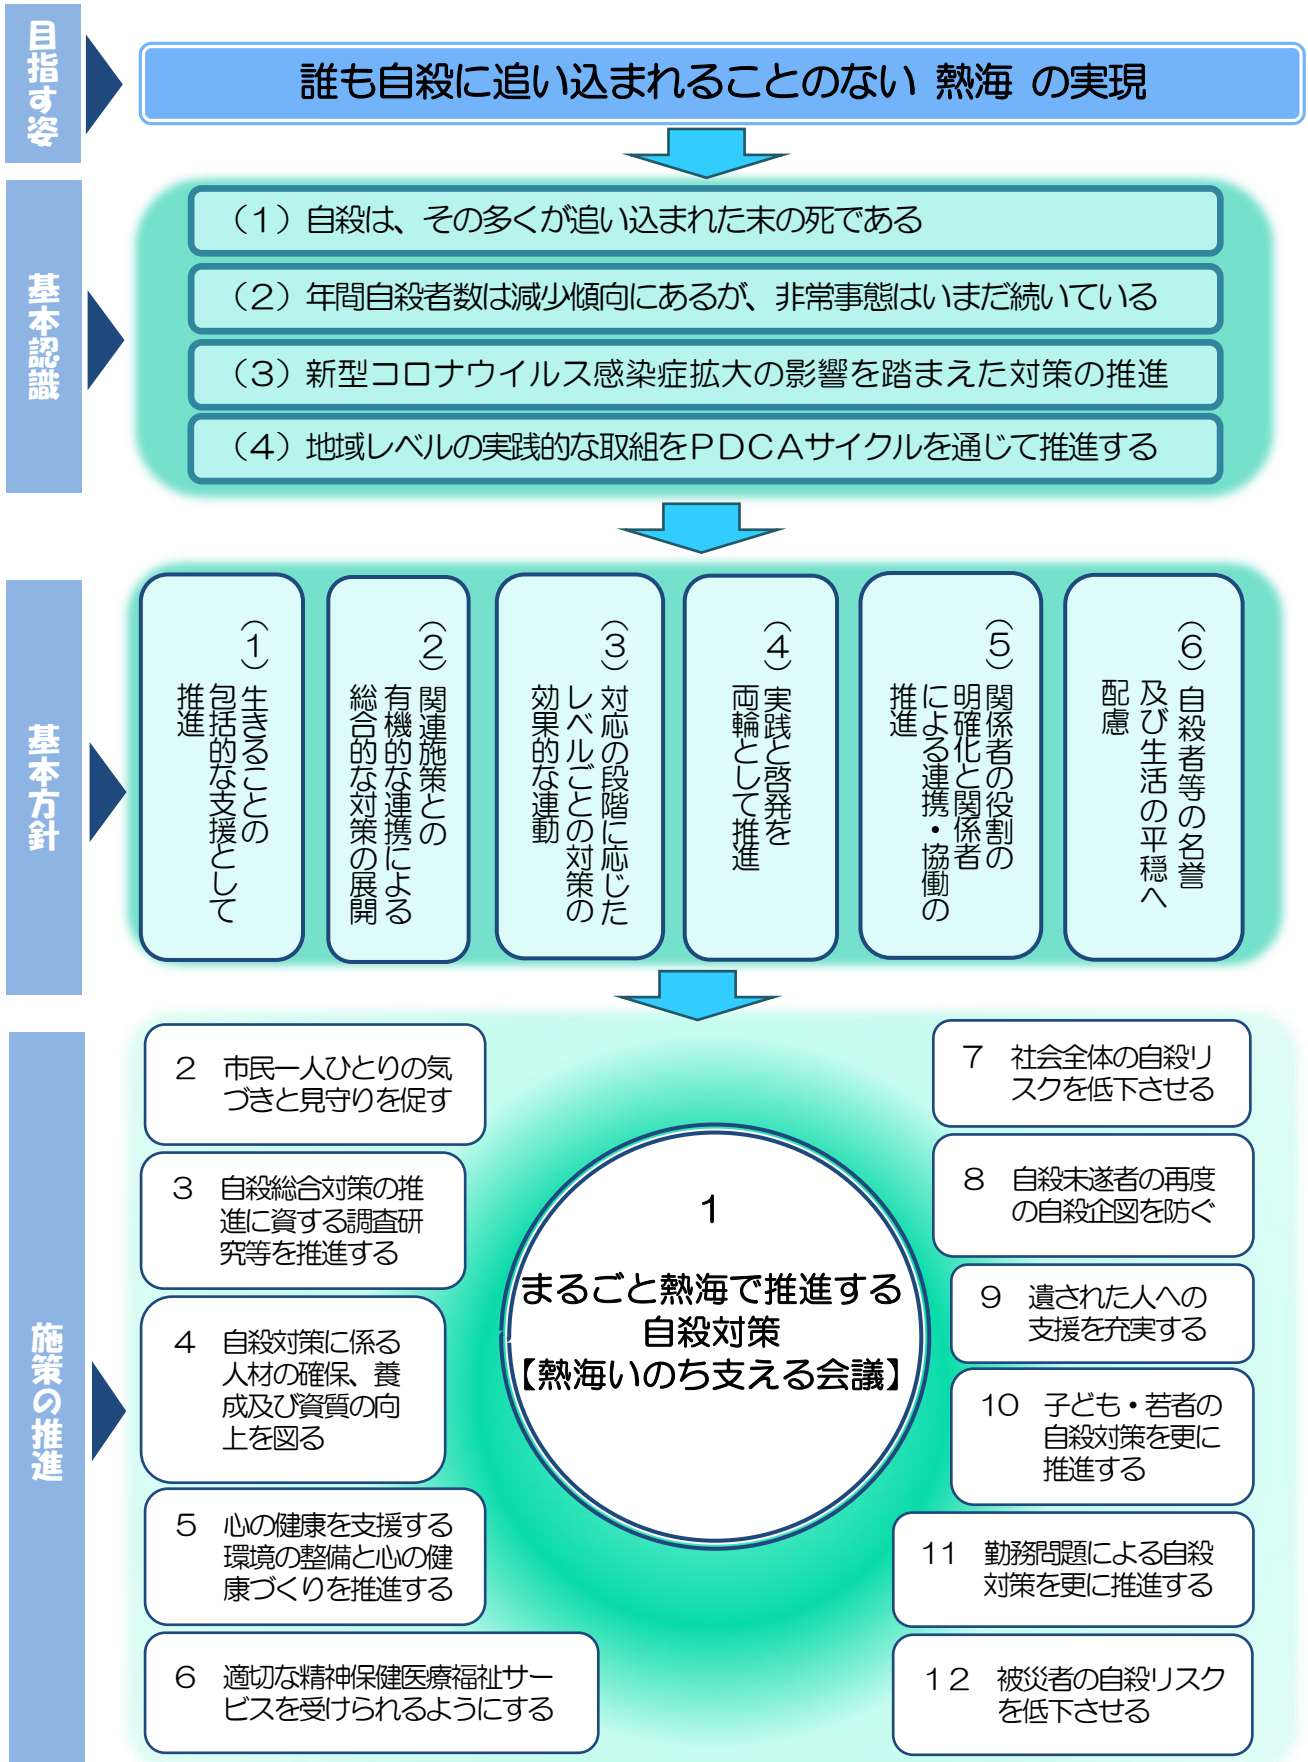 目指す姿
誰も自殺に追い込まれることのない 熱海 の実現
基本認識
（１）自殺は、その多くが追い込まれた末の死である
（２）年間自殺者数は減少傾向にあるが、非常事態はいまだ続いている
（３）新型コロナウイルス感染症拡大の影響を踏まえた対策の推進
（４）地域レベルの実践的な取組をＰＤＣＡサイクルを通じて推進する
基本方針
（１）生きることの
包括的な支援として
推進
（２）関連施策との
有機的な連携による
総合的な対策の展開
（３）対応の段階に応じた
レベルごとの対策の
効果的な連動
（４）実践と啓発を
両輪として推進
（５）関係者の役割の
明確化と関係者
による連携・協働の
推進
（６）自殺者等の名誉
及び生活の平穏へ
配慮
施策の推進
１
まるごと熱海で推進する
自殺対策
【熱海いのち支える会議】
２　市民一人ひとりの気
づきと見守りを促す
３　自殺総合対策の推
進に資する調査研
究等を推進する
４　自殺対策に係る
人材の確保、養
成及び資質の向
上を図る
５　心の健康を支援する
環境の整備と心の健
康づくりを推進する
６　適切な精神保健医療福祉サー
ビスを受けられるようにする
７　社会全体の自殺リ
スクを低下させる
８　自殺未遂者の再度
の自殺企図を防ぐ
９　遺された人への
支援を充実する
10　子ども・若者の
自殺対策を更に
推進する
11　勤務問題による自殺
対策を更に推進する
１２　被災者の自殺リスク
を低下させる